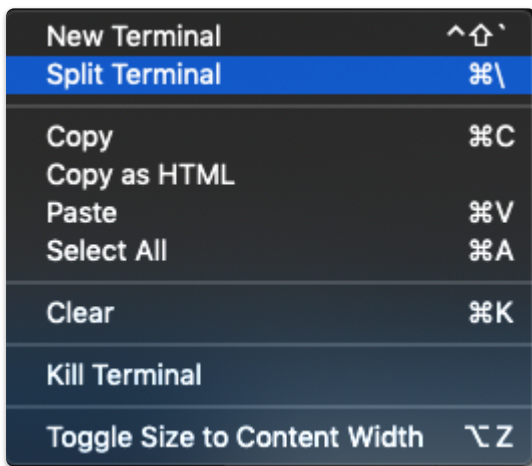 New Terminal ^⇧`
Split Terminal ⌘\
Copy ⌘C
Copy as HTML
Paste ⌘V
Select All ⌘A
Clear ⌘K
Kill Terminal
Toggle Size to Content Width ⌥Z